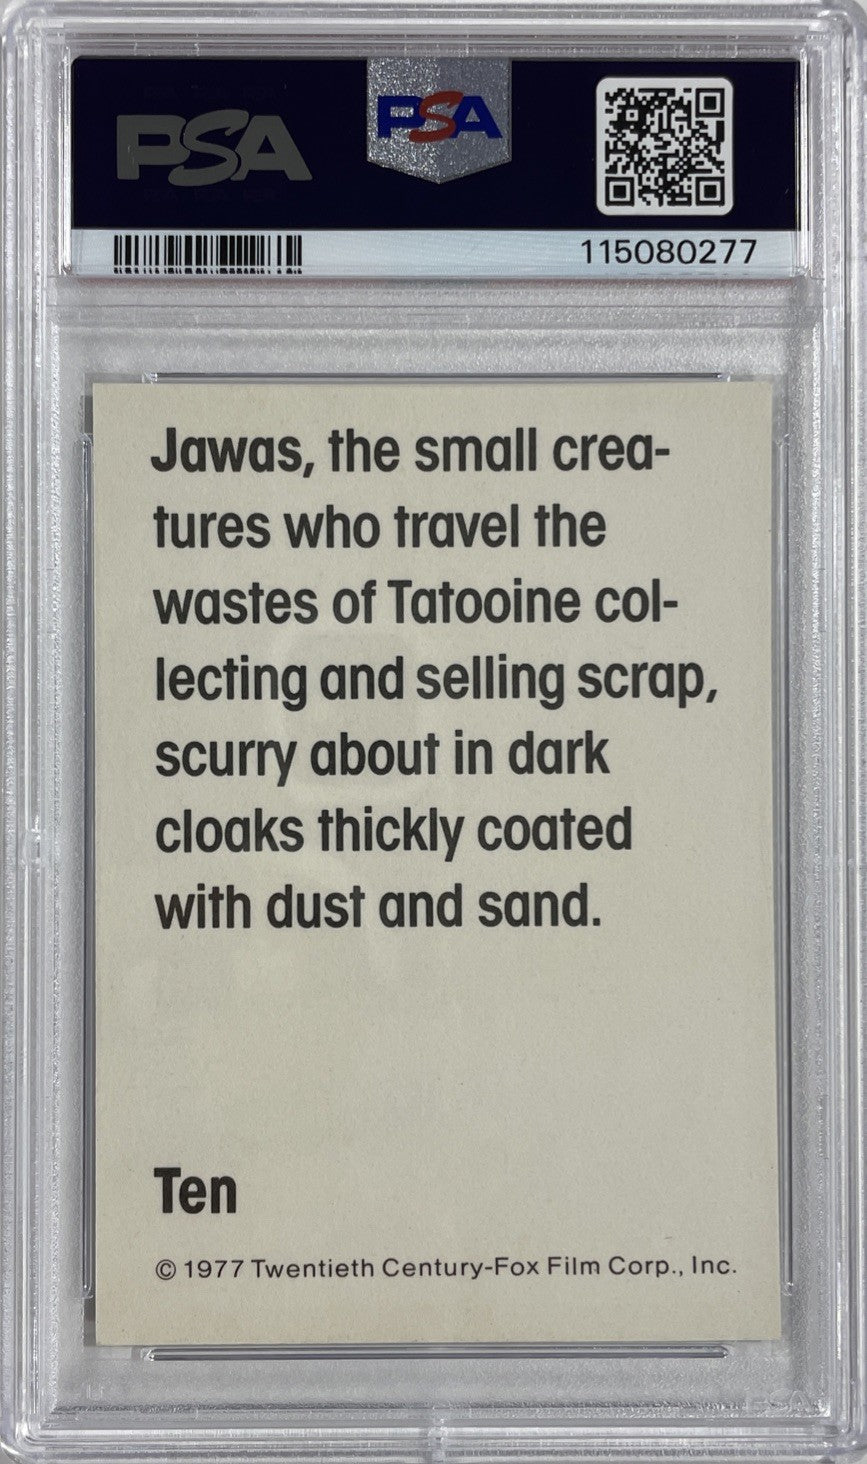 PSA
PSA
115080277
Jawas, the small crea-
tures who travel the
wastes of Tatooine col-
lecting and selling scrap,
scurry about in dark
cloaks thickly coated
with dust and sand.
Ten
© 1977 Twentieth Century-Fox Film Corp., Inc.
PSA